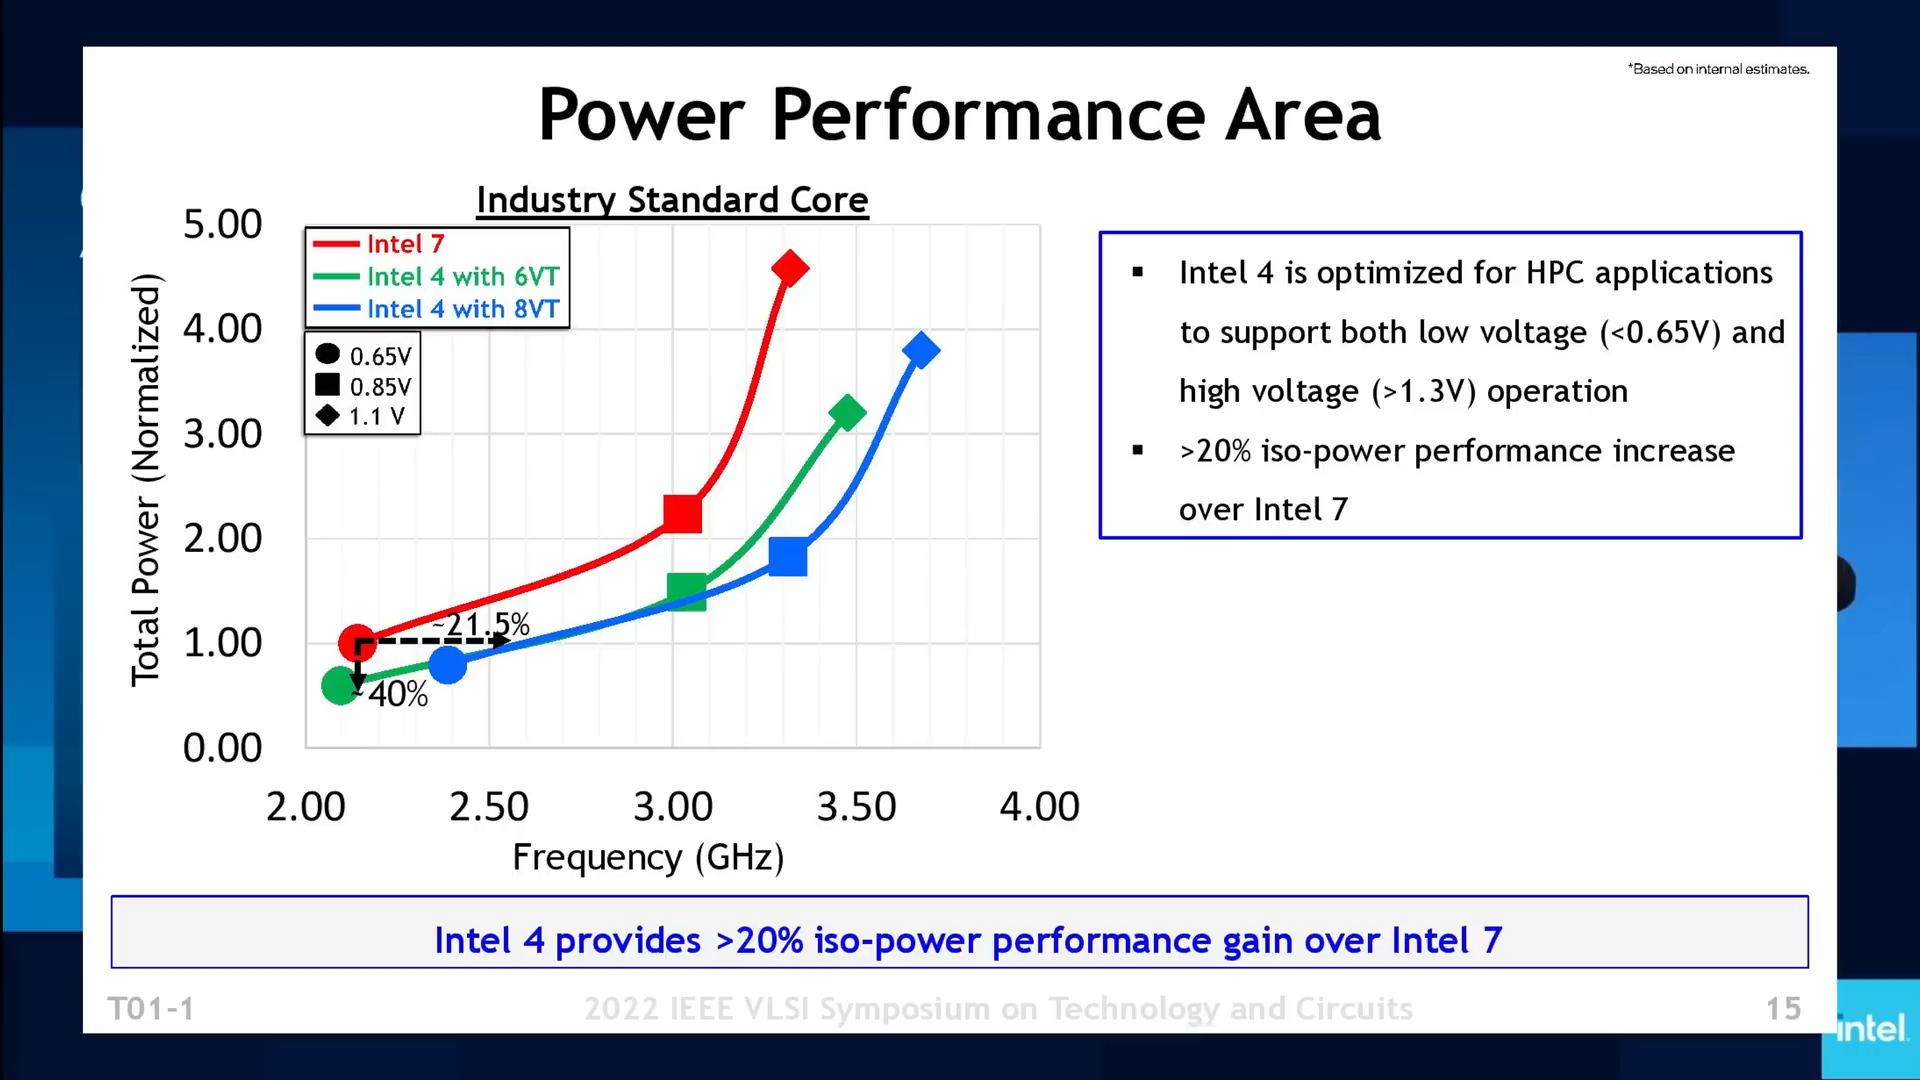 *Based on internal estimates.
Power Performance Area
Industry Standard Core
5.00
4.00
3.00
2.00
1.00
0.00
Total Power (Normalized)
Intel 7
Intel 4 with 6VT
Intel 4 with 8VT
0.65V
0.85V
1.1 V
~21.5%
~40%
2.00 2.50 3.00 3.50 4.00
Frequency (GHz)
▪ Intel 4 is optimized for HPC applications
to support both low voltage (<0.65V) and
high voltage (>1.3V) operation
▪ >20% iso-power performance increase
over Intel 7
Intel 4 provides >20% iso-power performance gain over Intel 7
T01-1 2022 IEEE VLSI Symposium on Technology and Circuits 15
intel.